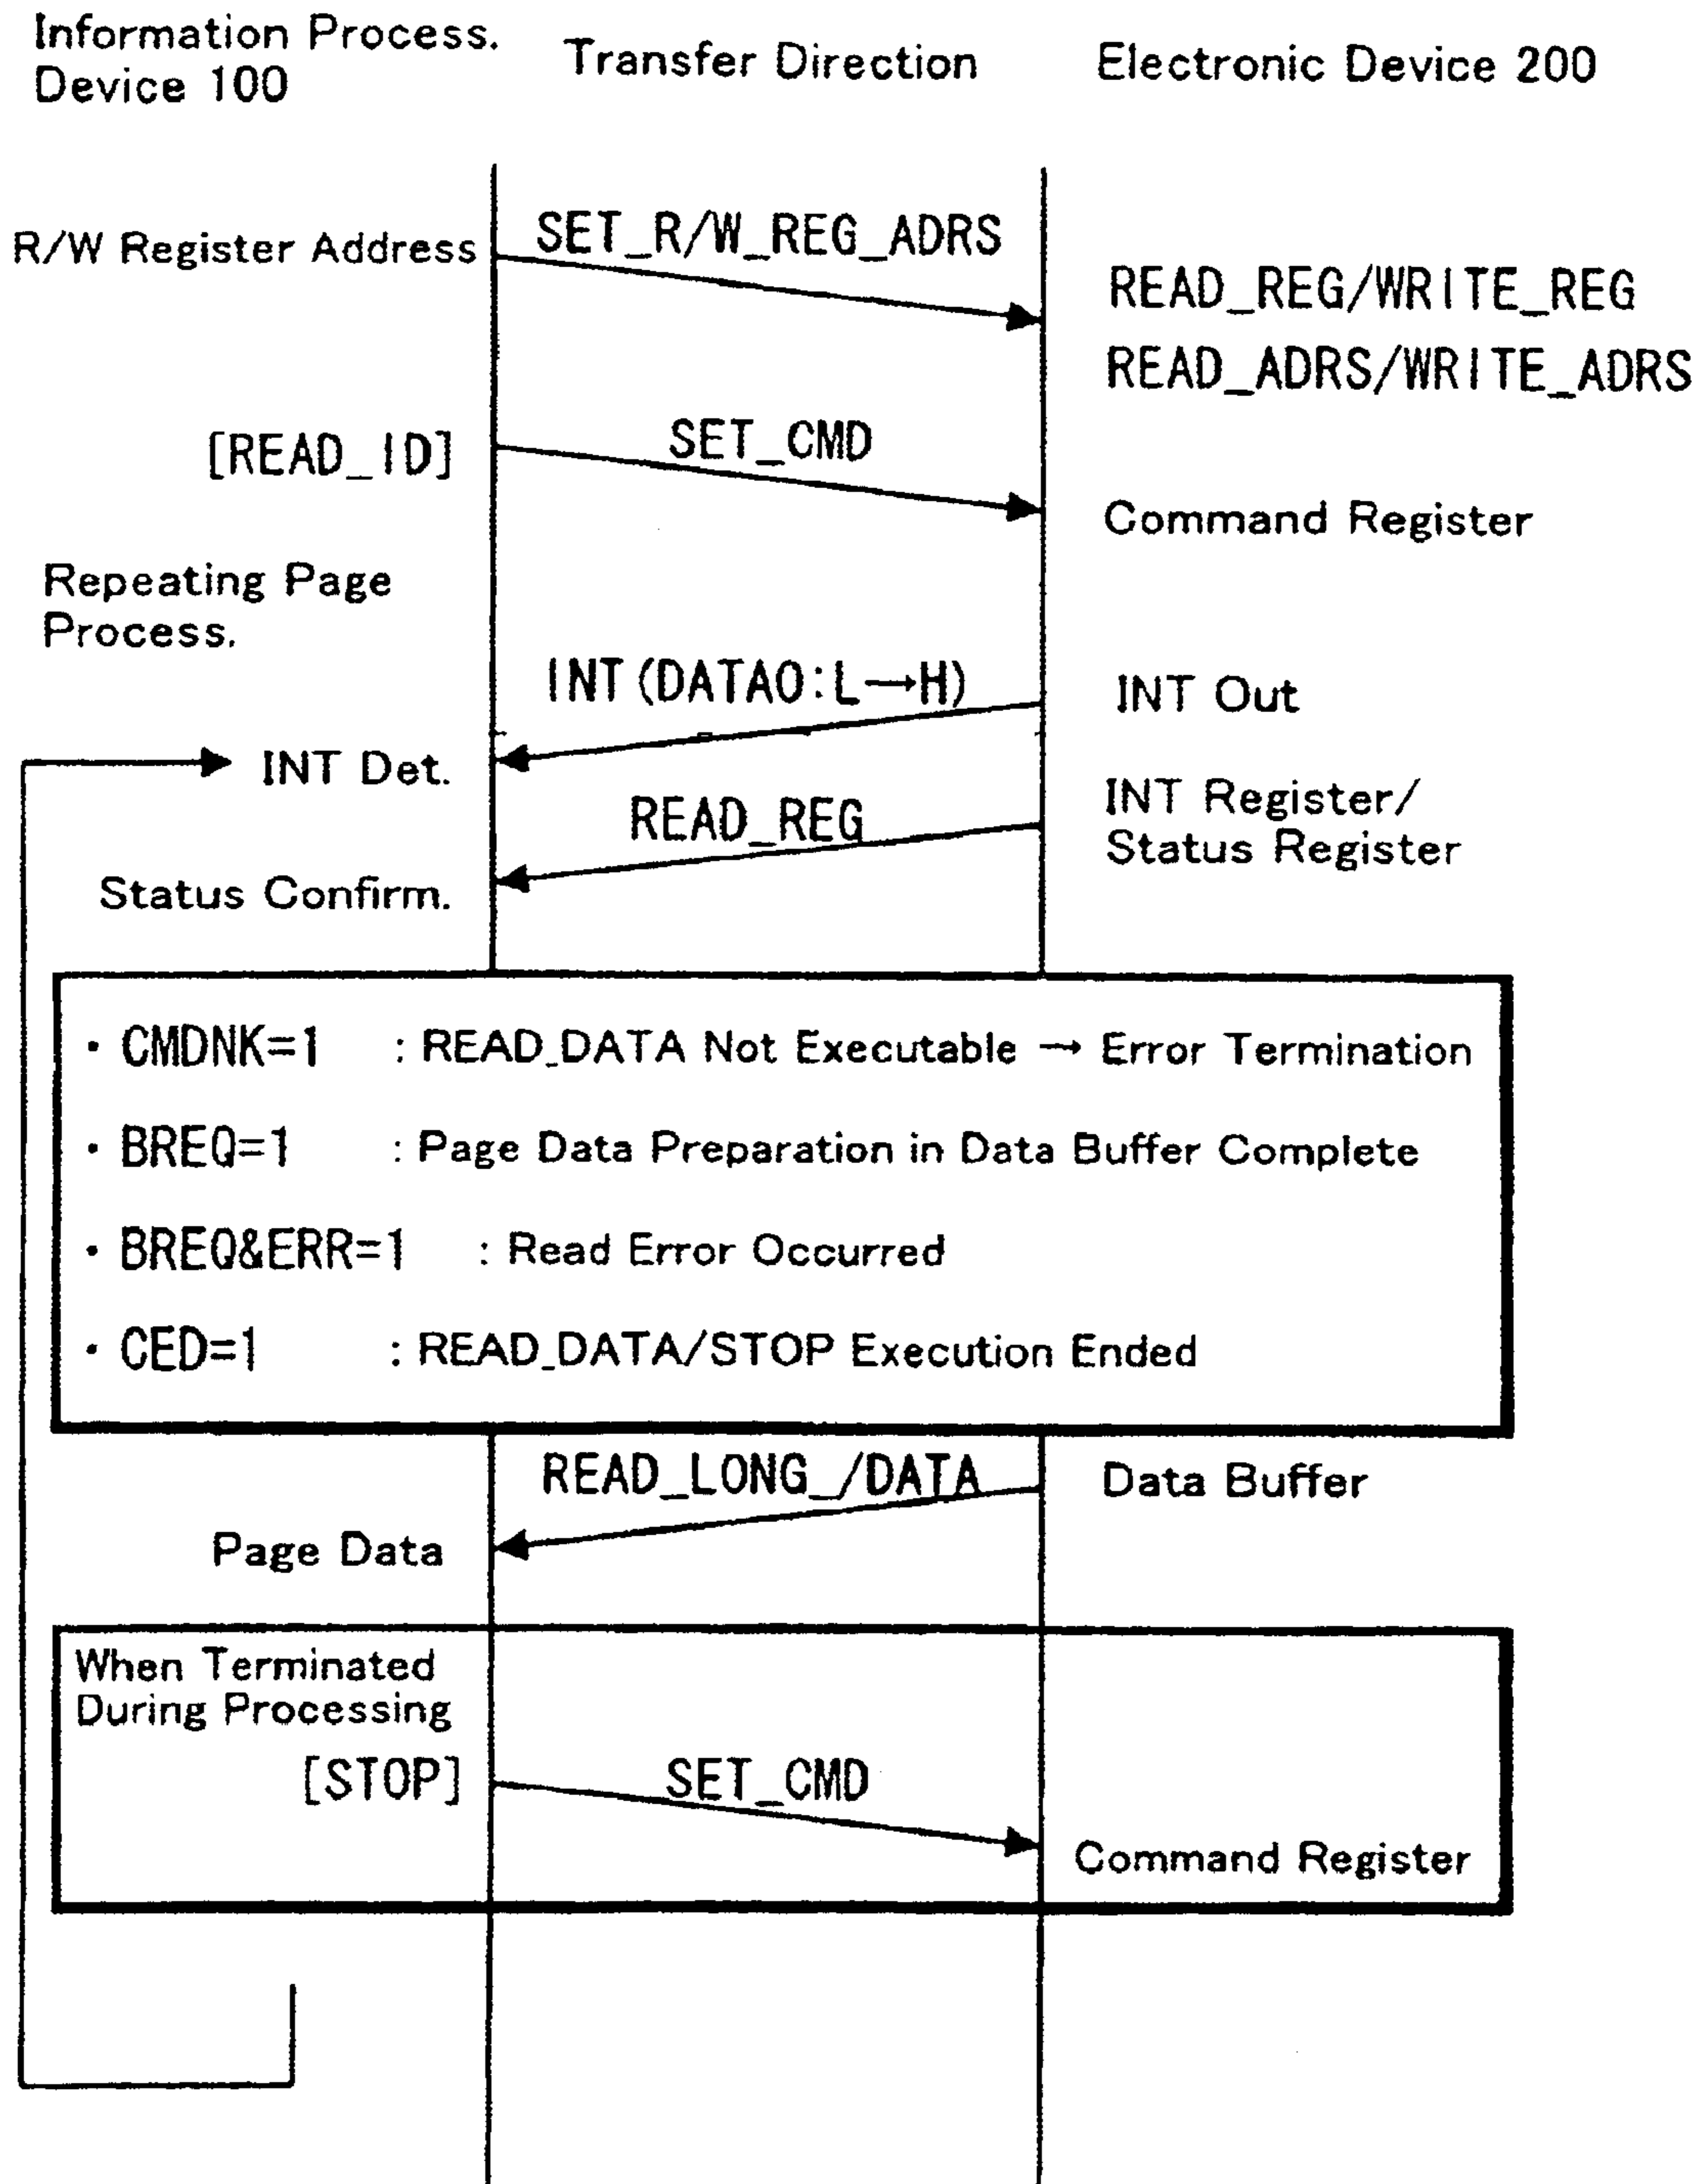 Information Process. Device 100
Transfer Direction
Electronic Device 200
R/W Register Address
SET_R/W_REG_ADRS
READ_REG/WRITE_REG
READ_ADRS/WRITE_ADRS
[READ_ID]
SET_CMD
Command Register
Repeating Page
Process.
INT(DATA0:L→H)
INT Out
INT Det.
READ_REG
INT Register/
Status Register
Status Confirm.
・CMDNK=1 : READ_DATA Not Executable → Error Termination
・BREQ=1 : Page Data Preparation in Data Buffer Complete
・BREQ&ERR=1 : Read Error Occurred
・CED=1 : READ_DATA/STOP Execution Ended
READ_LONG_/DATA
Data Buffer
Page Data
When Terminated
During Processing
[STOP]
SET_CMD
Command Register